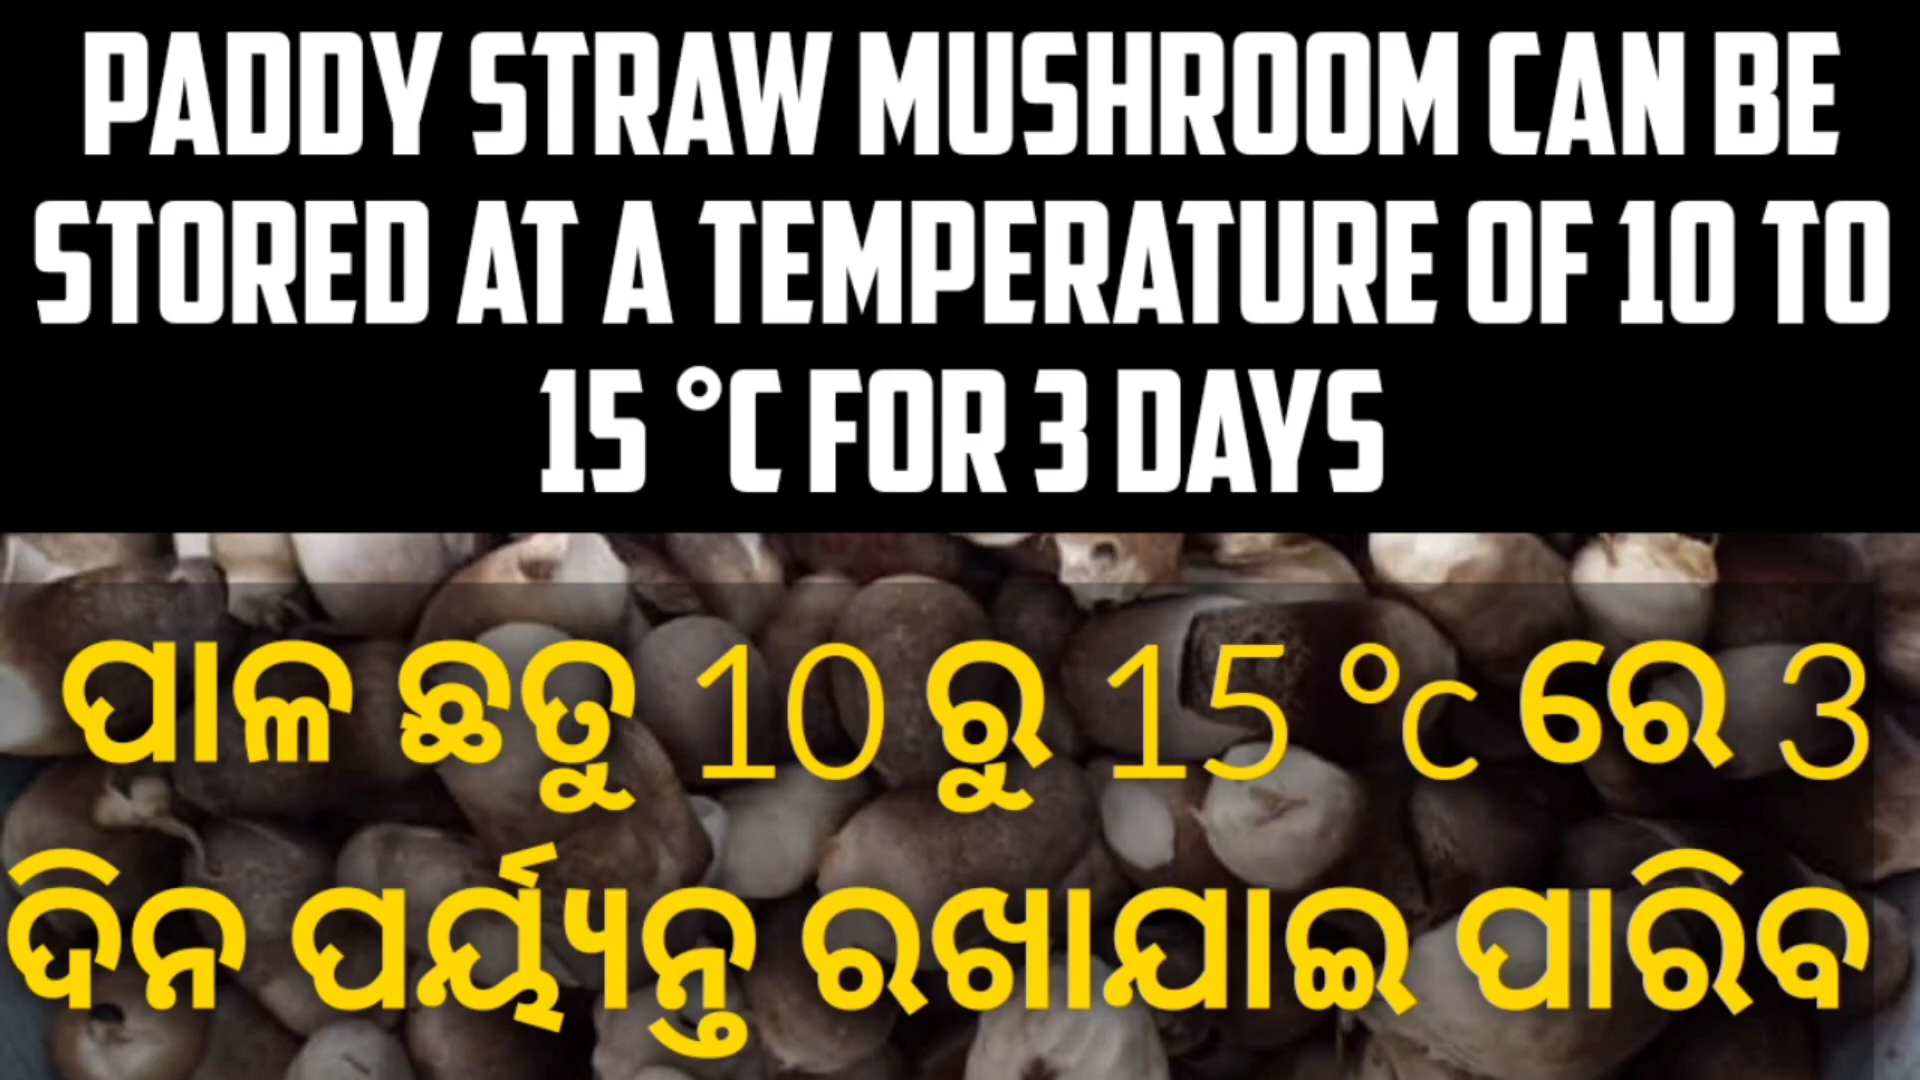 PADDY STRAW MUSHROOM CAN BE
STORED AT A TEMPERATURE OF 10 TO
15 °C FOR 3 DAYS
ପାଳ ଛତୁ 10 ରୁ 15 °c ରେ 3
ଦିନ ପର୍ୟ୍ୟନ୍ତ ରଖାଯାଇ ପାରିବ